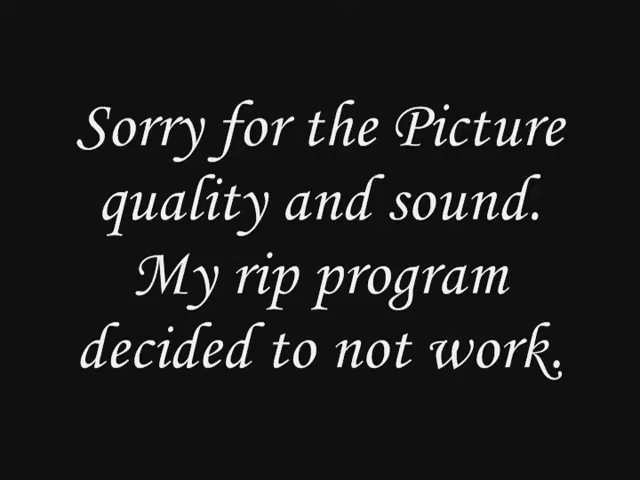 Sorry for the Picture
quality and sound.
My rip program
decided to not work.